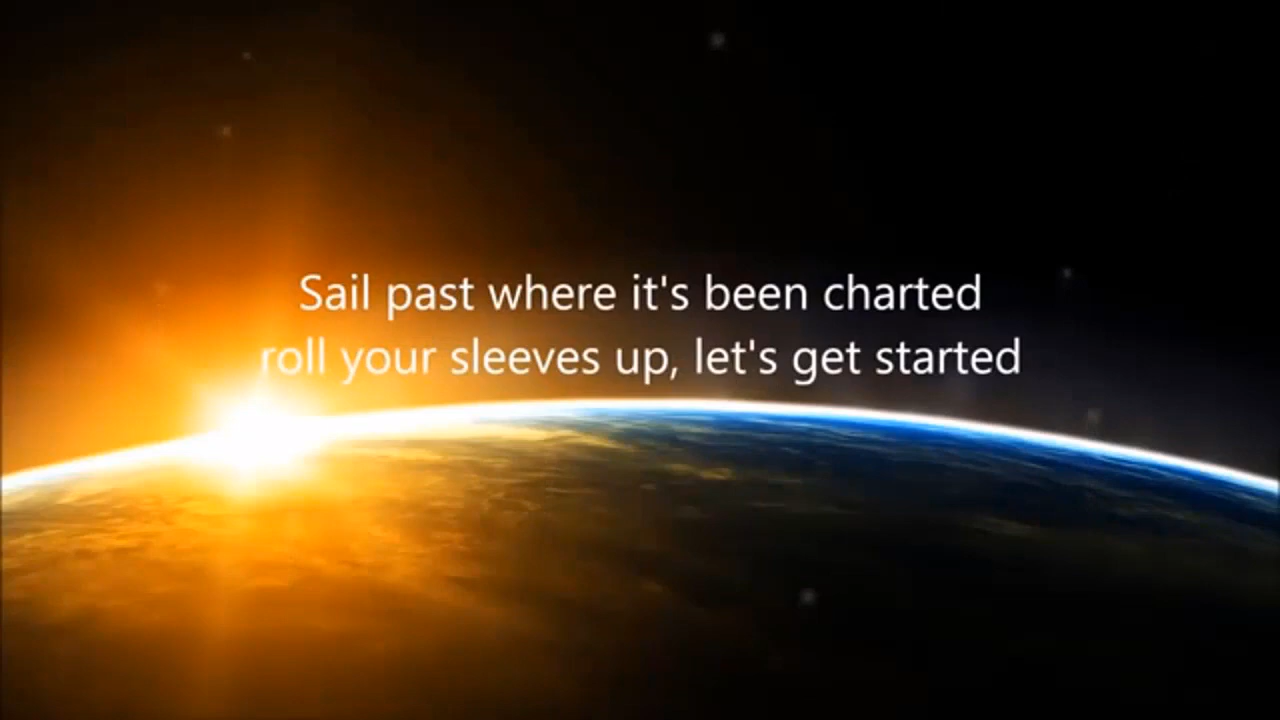 Sail past where it's been charted
roll your sleeves up, let's get started